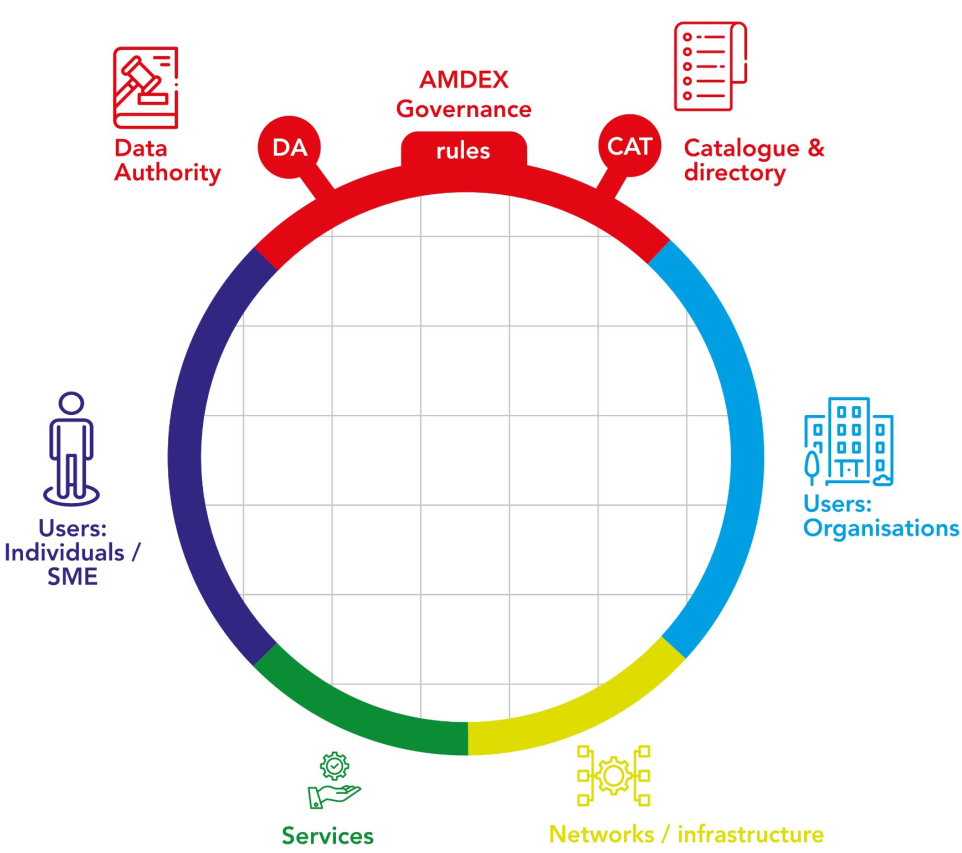 AMDEX
Governance
rules
DA
Data
Authority
CAT
Catalogue &
directory
Users:
Individuals /
SME
Users:
Organisations
Services
Networks / infrastructure